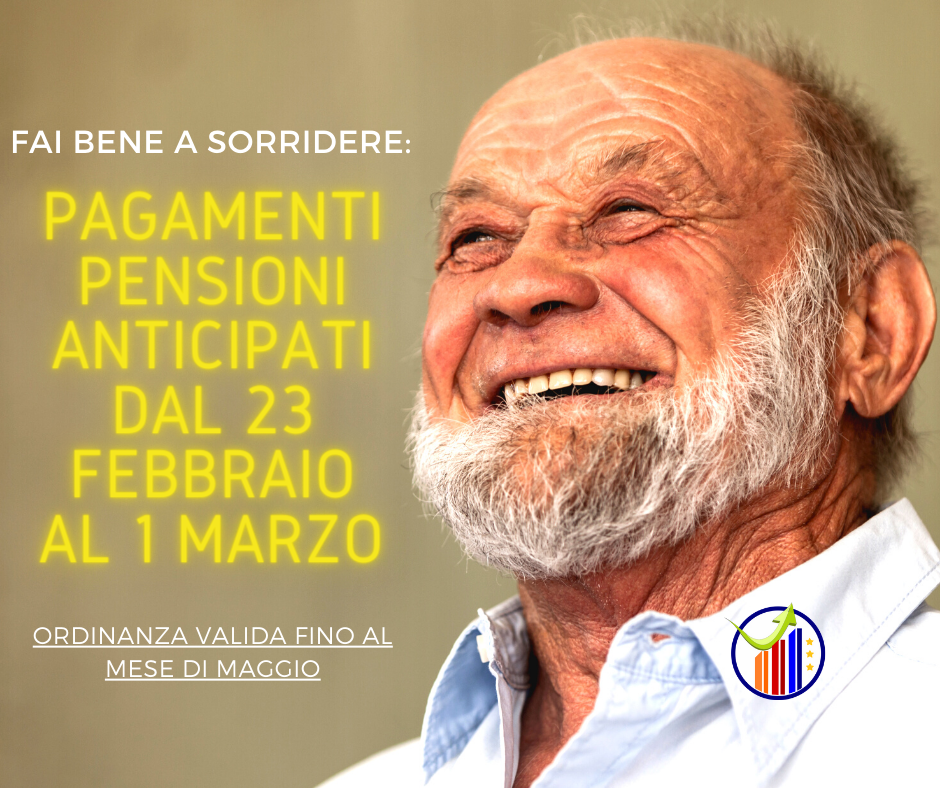 FAI BENE A SORRIDERE:
PAGAMENTI
PENSIONI
ANTICIPATI
DAL 23
FEBBRAIO
AL 1 MARZO
ORDINANZA VALIDA FINO AL
MESE DI MAGGIO